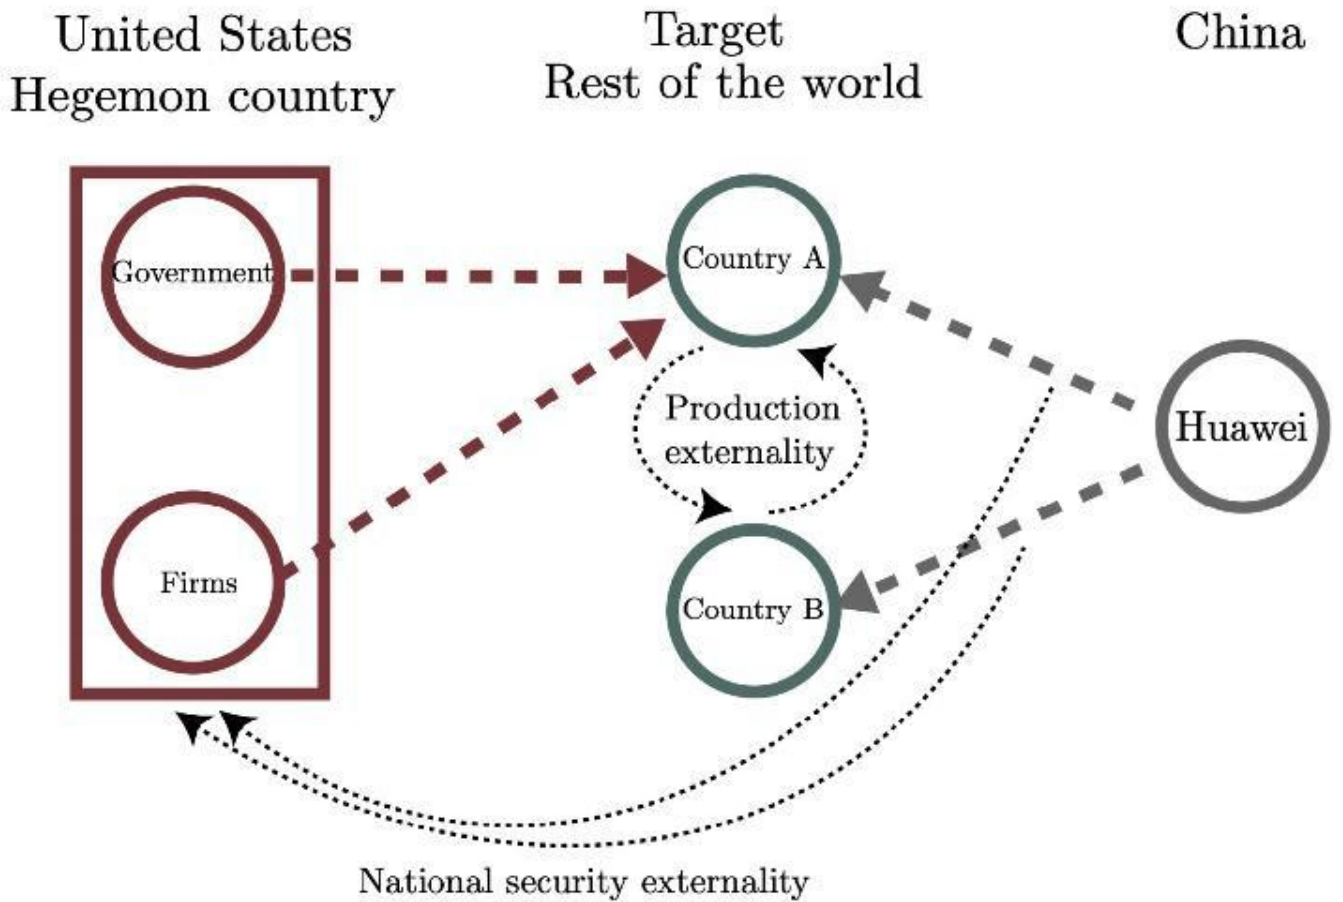 United States
Hegemon country
Target
Rest of the world
China
Government
Country A
Production
externality
Huawei
Firms
Country B
National security externality